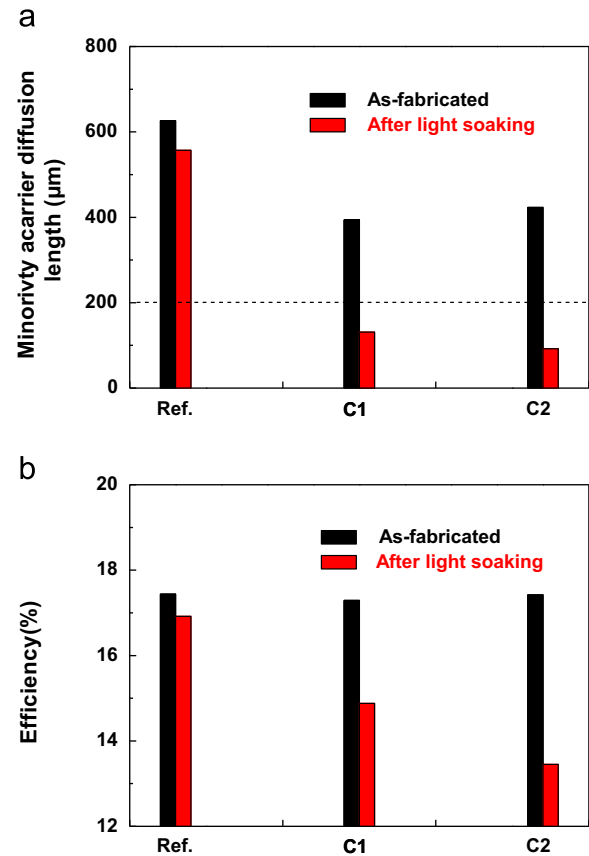 a
Minorivty acarrier diffusion
length (μm)
800
600
400
200
0
As-fabricated
After light soaking
Ref.
C1
C2
b
Efficiency(%)
20
18
16
14
12
As-fabricated
After light soaking
Ref.
C1
C2